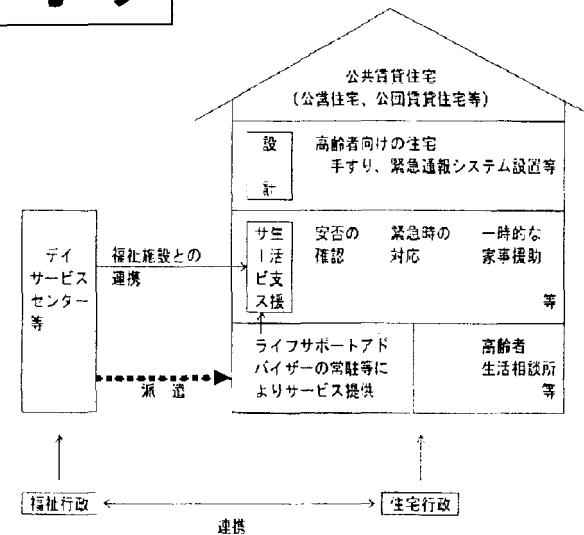 公共賃貸住宅
(公営住宅、公団賃貸住宅等)
設計
高齢者向けの住宅
手すり、緊急通報システム設置等
デイ
サービス
センター
等
福祉施設との
連携
生活支援
サービス
安否の
確認
緊急時の
対応
一時的な
家事援助
等
派遣
ライフサポートアド
バイザーの常駐等に
よりサービス提供
高齢者
生活相談所
等
福祉行政
住宅行政
連携